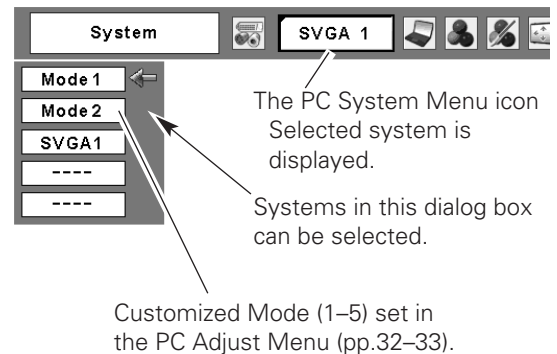 System
SVGA 1
Mode 1
Mode 2
SVGA1
----
----
The PC System Menu icon
Selected system is
displayed.
Systems in this dialog box
can be selected.
Customized Mode (1–5) set in
the PC Adjust Menu (pp.32–33).